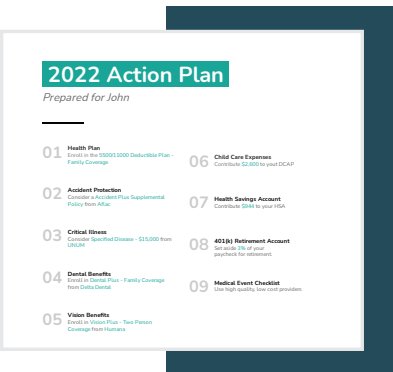 2022 Action Plan
Prepared for John
01 Health Plan
Enroll in the 5500/11000 Deductible Plan -
Family Coverage
02 Accident Protection
Consider a Accident Plus Supplemental
Policy from Aflac
03 Critical Illness
Consider Specified Disease - $15,000 from
UNUM
04 Dental Benefits
Enroll in Dental Plus - Family Coverage
from Delta Dental
05 Vision Benefits
Enroll in Vision Plus - Two Person
Coverage from Humana
06 Child Care Expenses
Contribute $2,600 to your DCAP
07 Health Savings Account
Contribute $944 to your HSA
08 401(k) Retirement Account
Set aside 3% of your
paycheck for retirement.
09 Medical Event Checklist
Use high quality, low cost providers